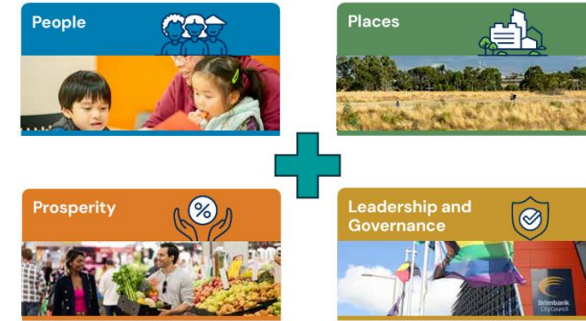 People
Places
Prosperity
%
Leadership and
Governance
Brimbank
City Council